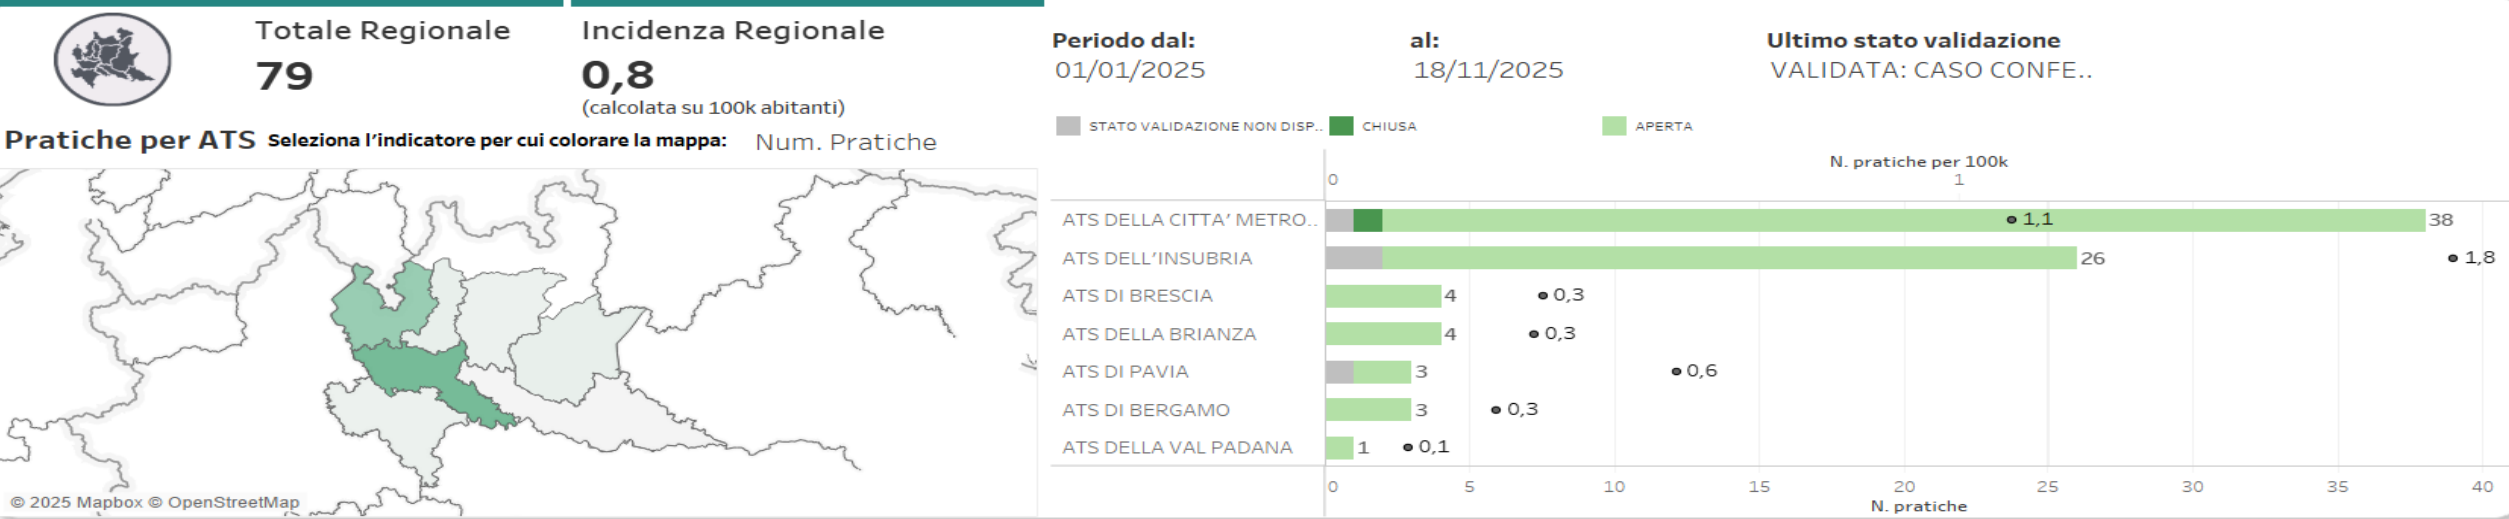 Totale Regionale
79
Incidenza Regionale
0,8
(calcolata su 100k abitanti)
Periodo dal:
01/01/2025
al:
18/11/2025
Ultimo stato validazione
VALIDATA: CASO CONFE..
Pratiche per ATS
Seleziona l'indicatore per cui colorare la mappa:
Num. Pratiche
STATO VALIDAZIONE NON DISP..
CHIUSA
APERTA
N. pratiche per 100k
0 1
ATS DELLA CITTA' METRO.. 1,1 38
ATS DELL'INSUBRIA 26 1,8
ATS DI BRESCIA 4 0,3
ATS DELLA BRIANZA 4 0,3
ATS DI PAVIA 3 0,6
ATS DI BERGAMO 3 0,3
ATS DELLA VAL PADANA 1 0,1
0 5 10 15 20 25 30 35 40
N. pratiche
© 2025 Mapbox © OpenStreetMap